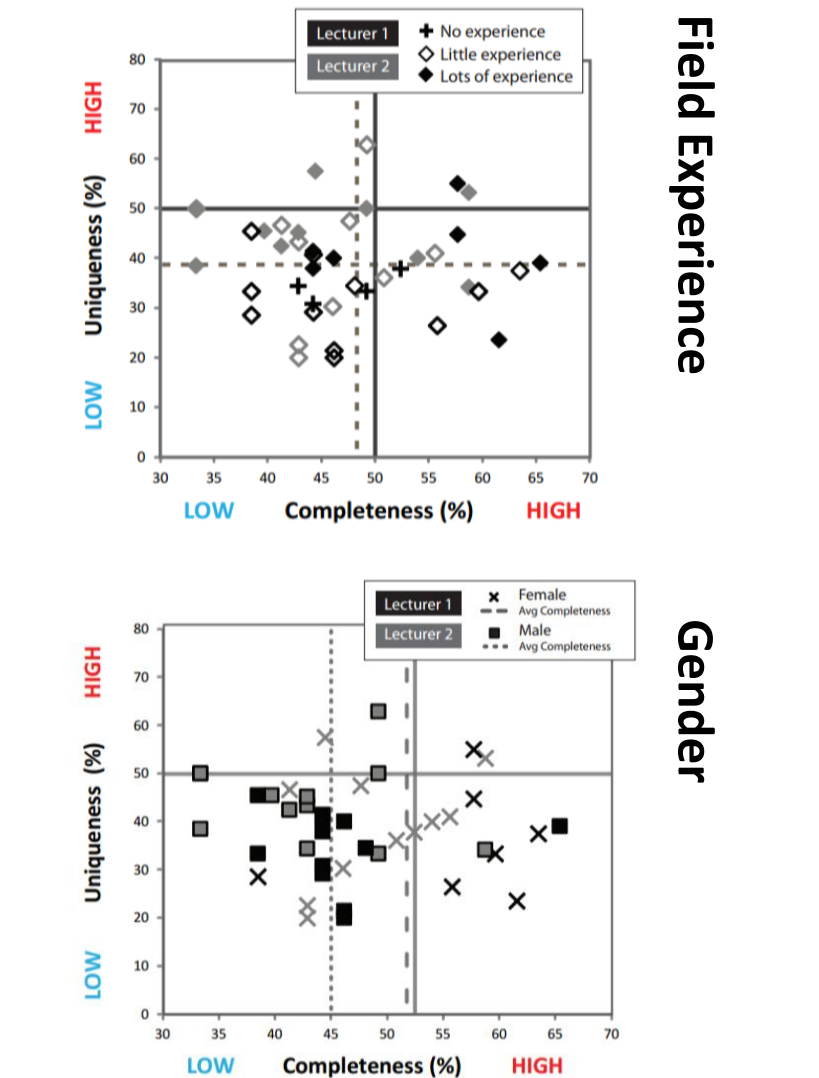 Lecturer 1
Lecturer 2
No experience
Little experience
Lots of experience
Field Experience
HIGH
Uniqueness (%)
LOW
80
70
60
50
40
30
20
10
0
30 35 40 45 50 55 60 65 70
LOW Completeness (%) HIGH
Lecturer 1
Lecturer 2
Female
Avg Completeness
Male
Avg Completeness
Gender
HIGH
Uniqueness (%)
LOW
80
70
60
50
40
30
20
10
0
30 35 40 45 50 55 60 65 70
LOW Completeness (%) HIGH